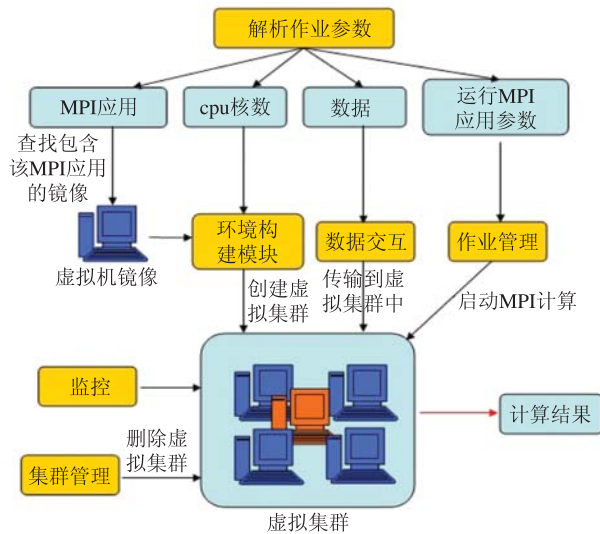 解析作业参数
MPI应用
cpu核数
数据
运行MPI
应用参数
查找包含
该MPI应用
的镜像
虚拟机镜像
环境构
建模块
数据交互
作业管理
创建虚
拟集群
传输到虚
拟集群中
启动MPI计算
监控
计算结果
删除虚
拟集群
集群管理
虚拟集群